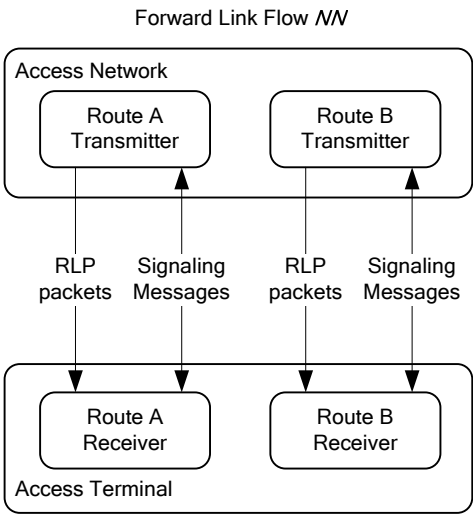 Forward Link Flow NN
Access Network
Route A
Transmitter
Route B
Transmitter
RLP
packets
Signaling
Messages
RLP
packets
Signaling
Messages
Route A
Receiver
Route B
Receiver
Access Terminal